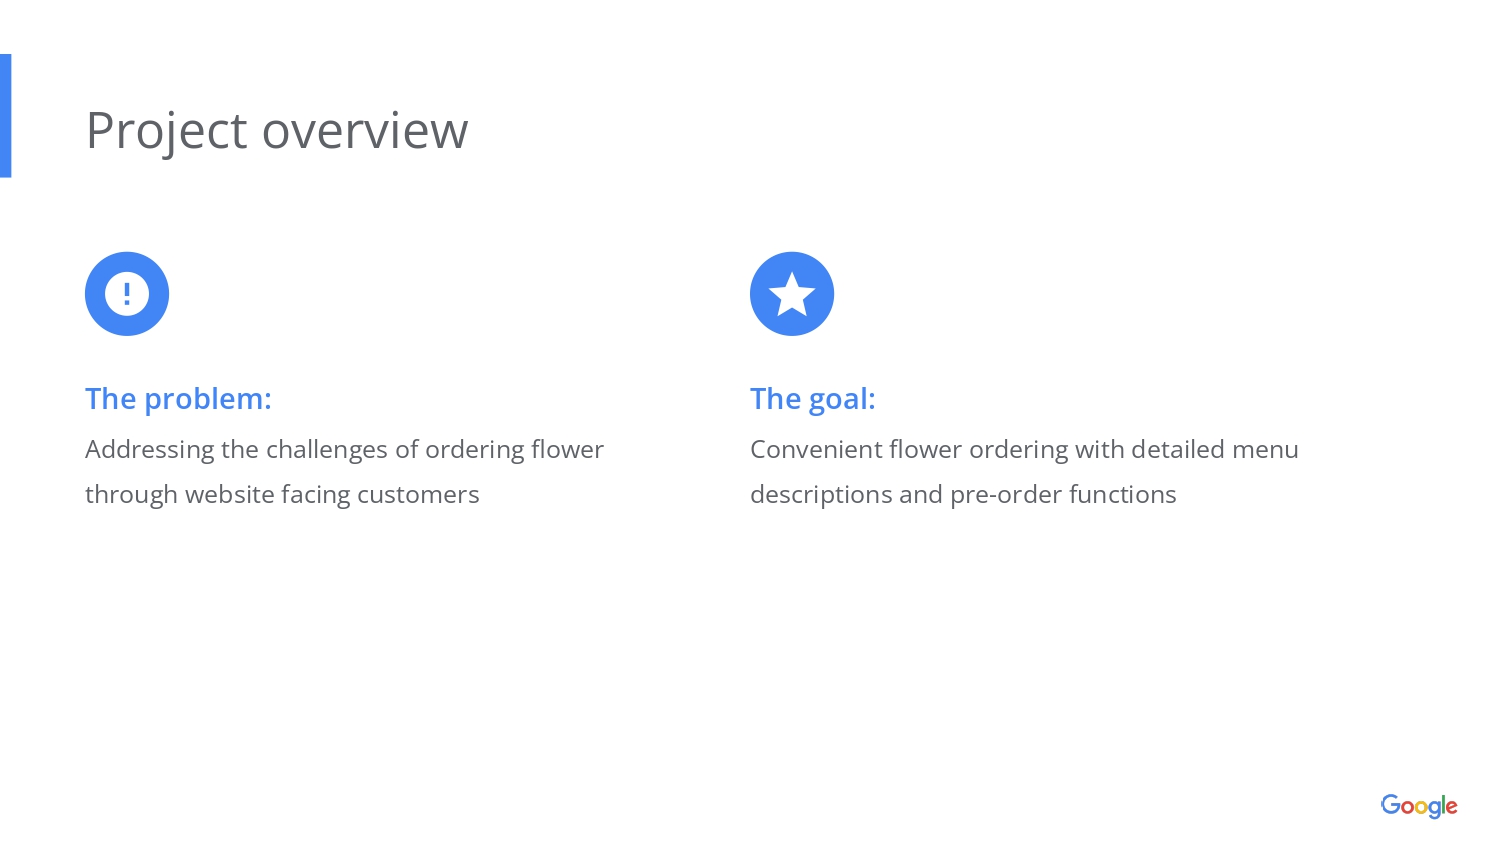 Project overview
The problem:
Addressing the challenges of ordering flower
through website facing customers
The goal:
Convenient flower ordering with detailed menu
descriptions and pre-order functions
Google